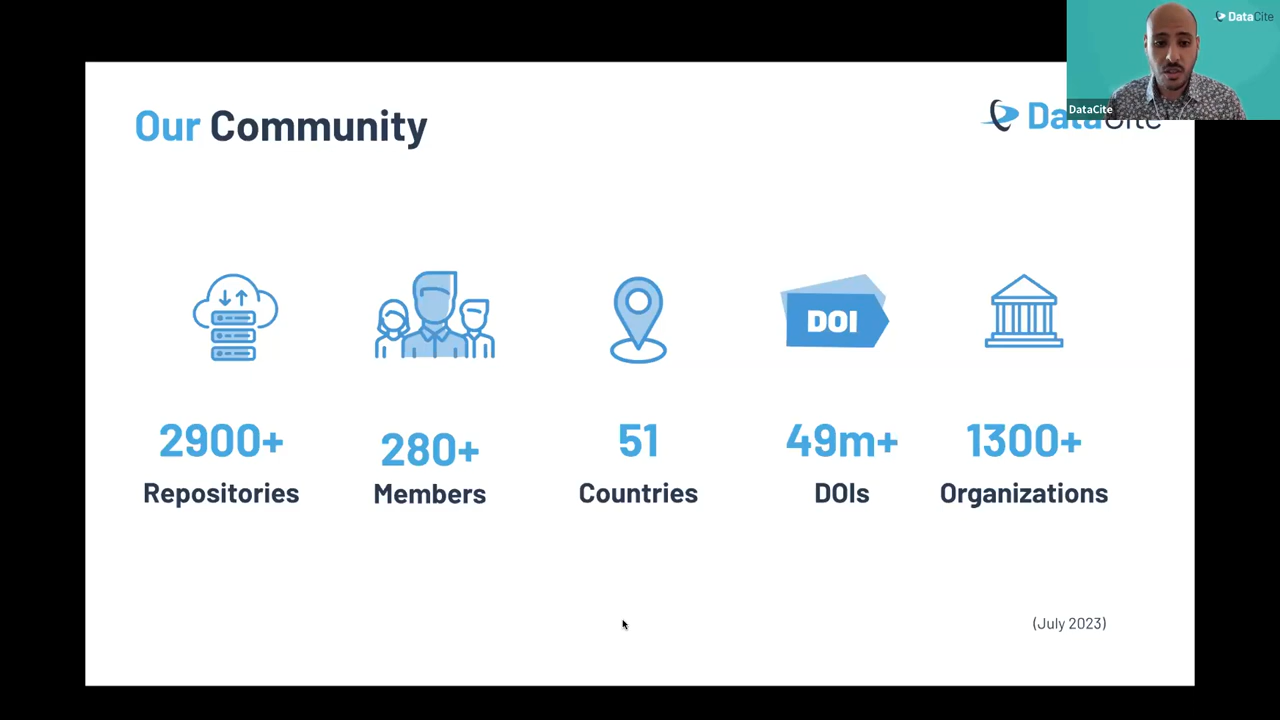 DataCite
DataCite
Our Community
DataCite
DOI
2900+
280+
51
49m+
1300+
Repositories
Members
Countries
DOIs
Organizations
(July 2023)